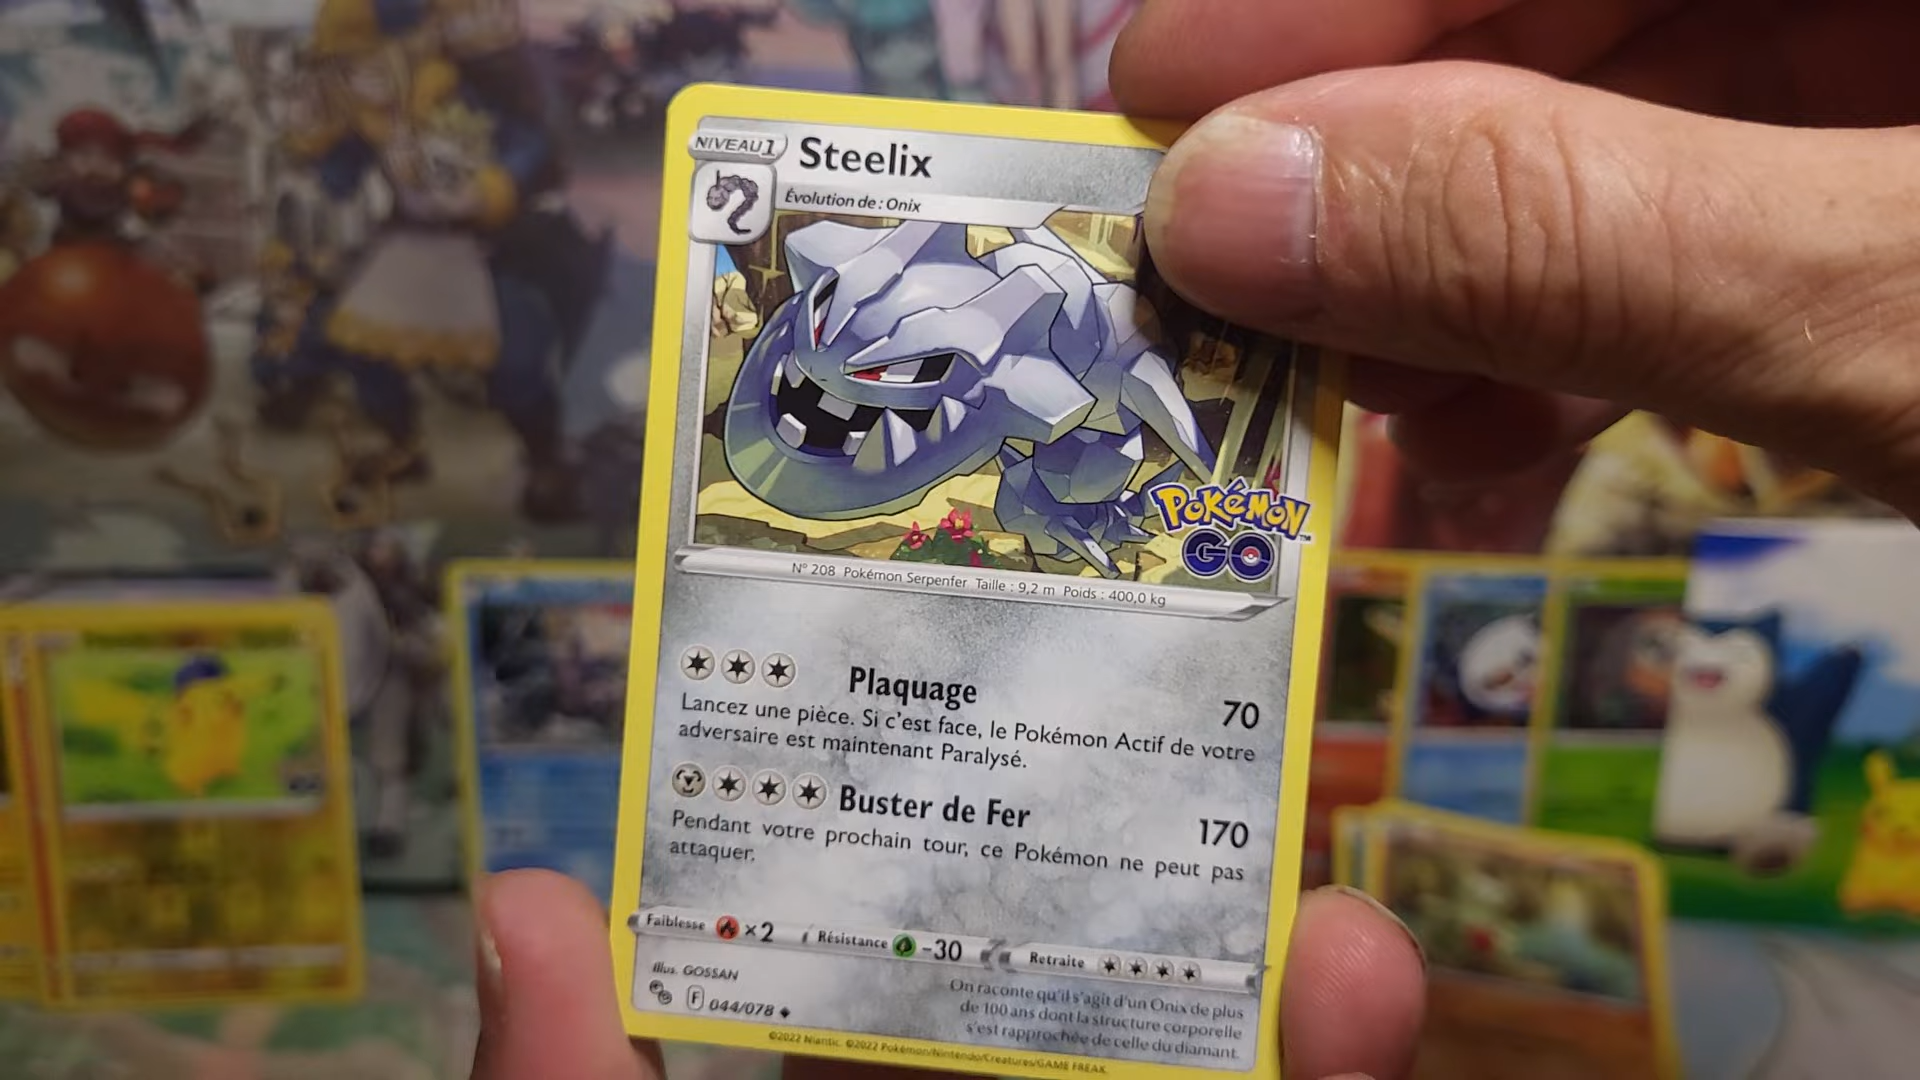 NIVEAU 1
Steelix
Évolution de : Onix
POKÉMON™
GO
N° 208 Pokémon Serpenfer Taille : 9,2 m Poids : 400,0 kg
Plaquage 70
Lancez une pièce. Si c'est face, le Pokémon Actif de votre
adversaire est maintenant Paralysé.
Buster de Fer 170
Pendant votre prochain tour, ce Pokémon ne peut pas
attaquer.
Faiblesse ×2 Résistance -30 Retraite
Illus. GOSSAN
F 044/078
On raconte qu'il s'agit d'un Onix de plus
de 100 ans dont la structure corporelle
s'est rapprochée de celle du diamant.
©2022 Niantic. ©2022 Pokémon/Nintendo/Creatures/GAME FREAK.